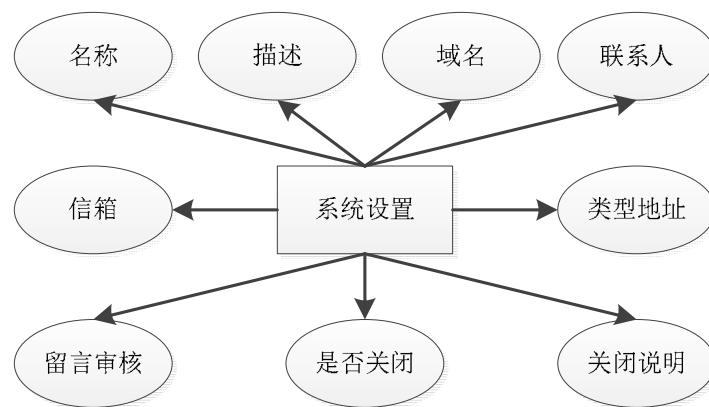 名称
描述
域名
联系人
信箱
系统设置
类型地址
留言审核
是否关闭
关闭说明